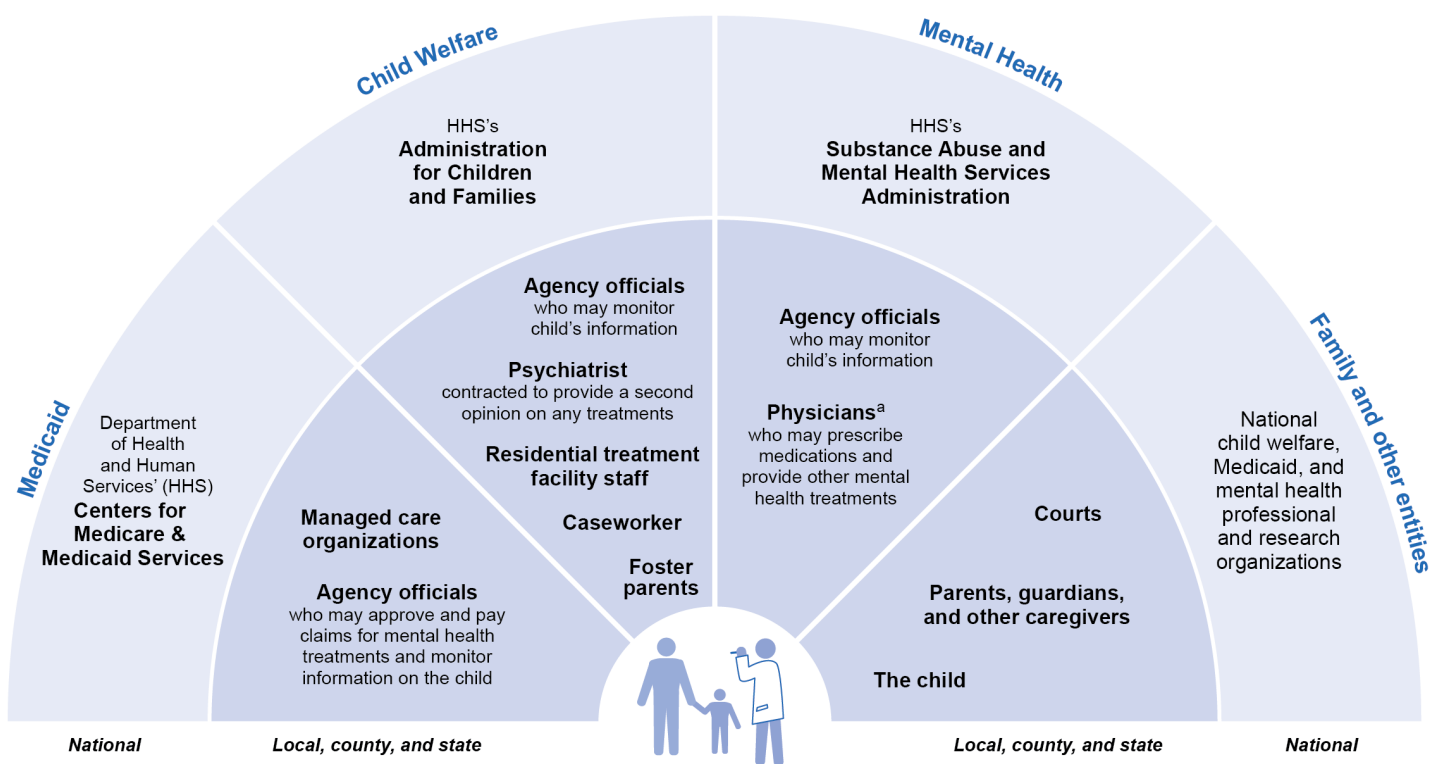 Child Welfare
Mental Health
Medicaid
Family and other entities
HHS’s
Administration
for Children
and Families
HHS’s
Substance Abuse and
Mental Health Services
Administration
Department
of Health
and Human
Services’ (HHS)
Centers for
Medicare &
Medicaid Services
National
child welfare,
Medicaid, and
mental health
professional
and research
organizations
Managed care
organizations
Agency officials
who may approve and pay
claims for mental health
treatments and monitor
information on the child
Agency officials
who may monitor
child’s information
Psychiatrist
contracted to provide a second
opinion on any treatments
Residential treatment
facility staff
Caseworker
Foster
parents
Agency officials
who may monitor
child’s information
Physiciansᵃ
who may prescribe
medications and
provide other mental
health treatments
Courts
Parents, guardians,
and other caregivers
The child
National
Local, county, and state
Local, county, and state
National